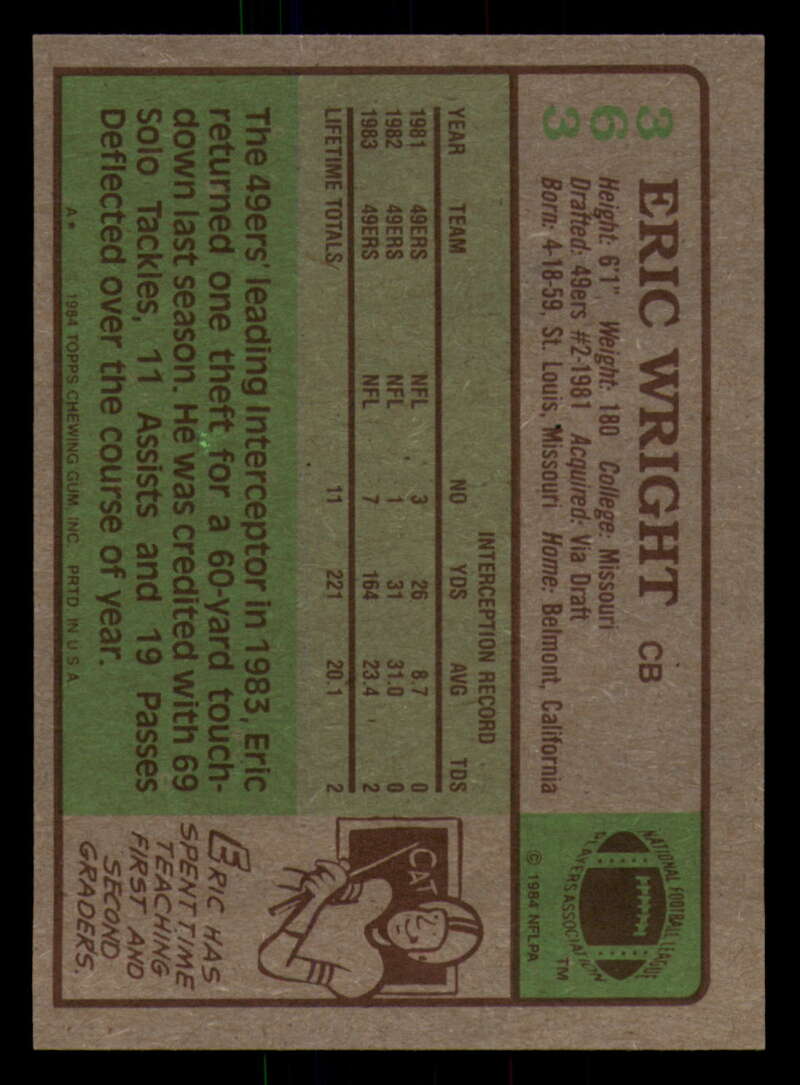 363
ERIC WRIGHT CB
Height: 6'1" Weight: 180 College: Missouri
Drafted: 49ers #2-1981 Acquired: Via Draft
Born: 4-18-59, St. Louis, Missouri Home: Belmont, California
NATIONAL FOOTBALL LEAGUE
PLAYERS ASSOCIATION
TM
© 1984 NFLPA
INTERCEPTION RECORD
YEAR TEAM NO YDS AVG TDS
1981 49ERS NFL 3 26 8.7 0
1982 49ERS NFL 1 31 31.0 0
1983 49ERS NFL 7 164 23.4 2
LIFETIME TOTALS 11 221 20.1 2
The 49ers' leading Interceptor in 1983, Eric
returned one theft for a 60-yard touch-
down last season. He was credited with 69
Solo Tackles, 11 Assists and 19 Passes
Deflected over the course of year.
A* © 1984 TOPPS CHEWING GUM, INC. PRTD IN U.S.A.
CAT
ERIC HAS
SPENT TIME
TEACHING
FIRST AND
SECOND
GRADERS.